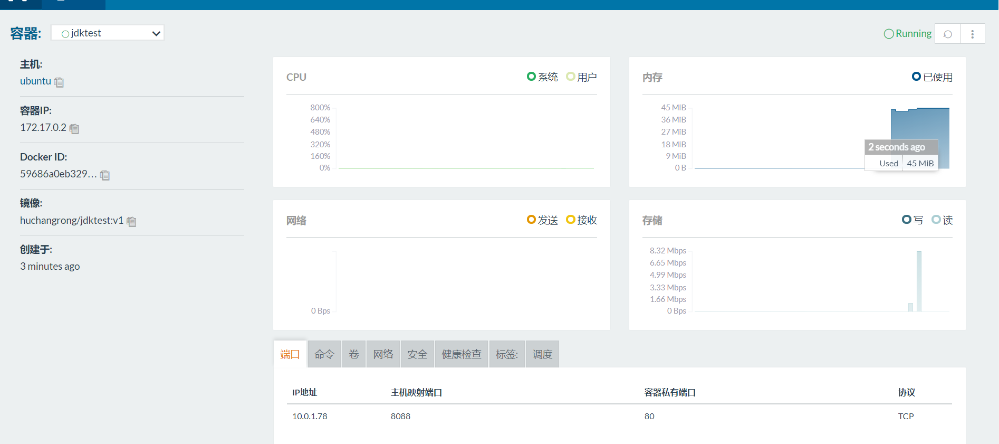 容器:
jdktest
Running
主机:
ubuntu
容器IP:
172.17.0.2
Docker ID:
59686a0eb329...
镜像:
huchangrong/jdktest:v1
创建于:
3 minutes ago
CPU
系统 用户
800%
640%
480%
320%
160%
0%
内存
已使用
45 MiB
36 MiB
27 MiB
18 MiB
9 MiB
0 B
2 seconds ago
Used 45 MiB
网络
发送 接收
0 Bps
存储
写 读
8.32 Mbps
6.65 Mbps
4.99 Mbps
3.33 Mbps
1.66 Mbps
0 Bps
端口 命令 卷 网络 安全 健康检查 标签: 调度
IP地址 主机映射端口 容器私有端口 协议
10.0.1.78 8088 80 TCP